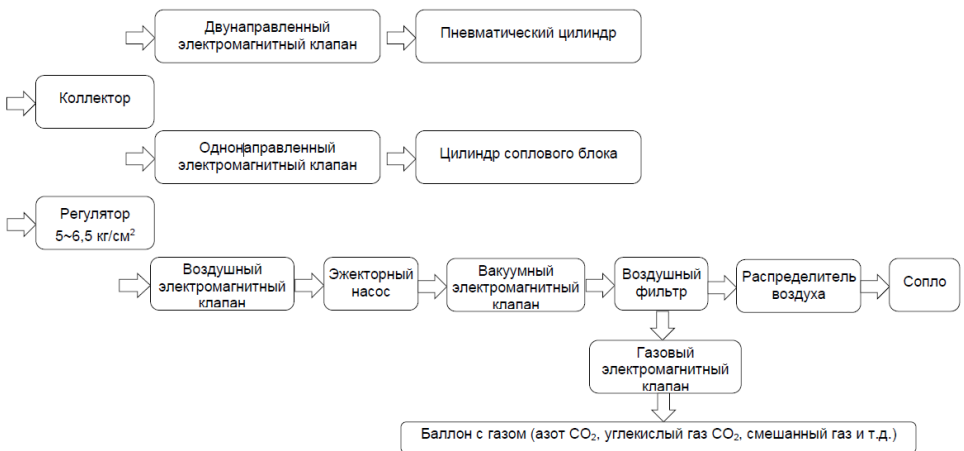 Двунаправленный
электромагнитный клапан
Пневматический цилиндр
Коллектор
Однонаправленный
электромагнитный клапан
Цилиндр соплового блока
Регулятор
5~6,5 кг/см²
Воздушный
электромагнитный
клапан
Эжекторный
насос
Вакуумный
электромагнитный
клапан
Воздушный
фильтр
Распределитель
воздуха
Сопло
Газовый
электромагнитный
клапан
Баллон с газом (азот CO₂, углекислый газ CO₂, смешанный газ и т.д.)